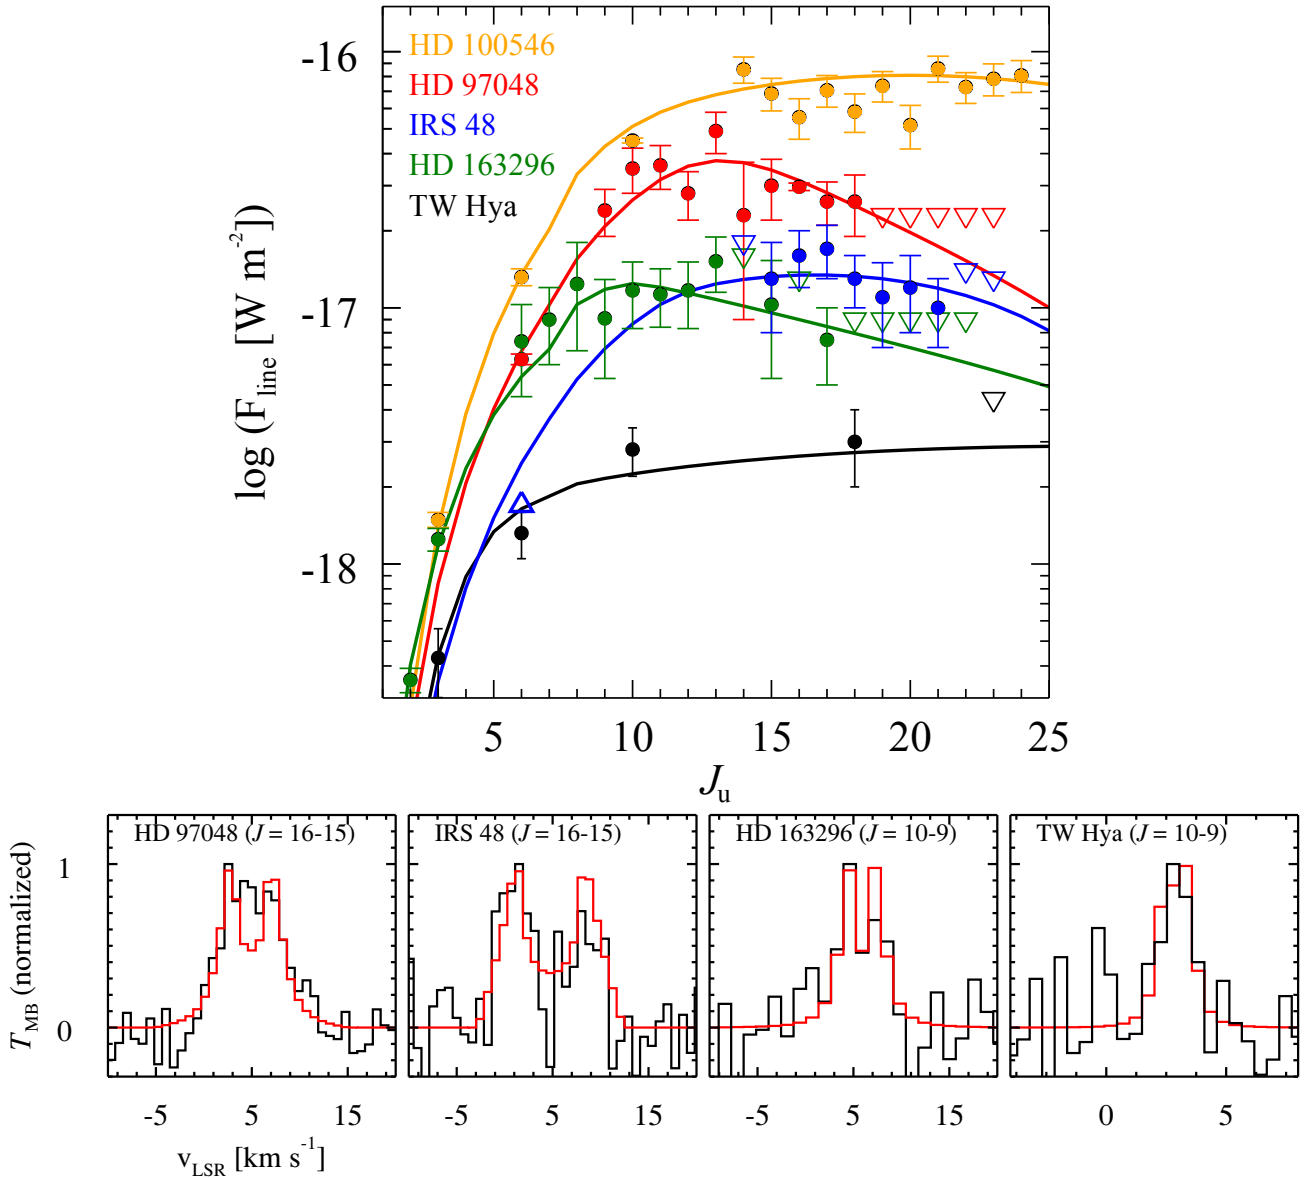 HD 100546
HD 97048
IRS 48
HD 163296
TW Hya
-16
-17
-18
log (F_line [W m^-2])
5 10 15 20 25
J_u
HD 97048 (J = 16-15) IRS 48 (J = 16-15) HD 163296 (J = 10-9) TW Hya (J = 10-9)
1
0
T_MB (normalized)
-5 5 15 -5 5 15 -5 5 15 0 5
v_LSR [km s^-1]